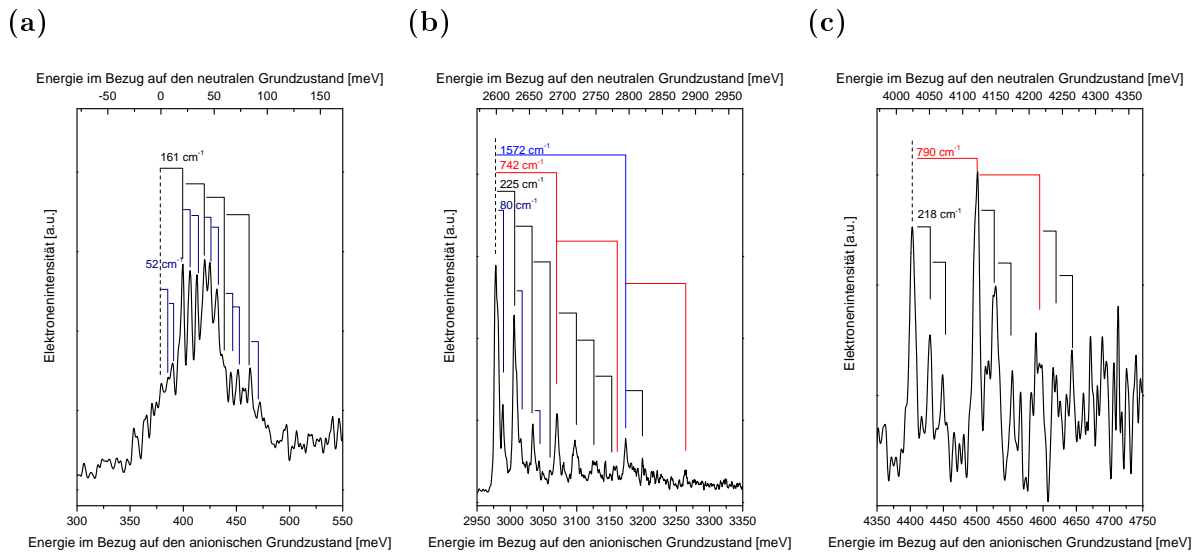 (a)
Energie im Bezug auf den neutralen Grundzustand [meV]
-50 0 50 100 150
161 cm-1
52 cm-1
Elektronenintensität [a.u.]
300 350 400 450 500 550
Energie im Bezug auf den anionischen Grundzustand [meV]
(b)
Energie im Bezug auf den neutralen Grundzustand [meV]
2600 2650 2700 2750 2800 2850 2900 2950
1572 cm-1
742 cm-1
225 cm-1
80 cm-1
Elektronenintensität [a.u.]
2950 3000 3050 3100 3150 3200 3250 3300 3350
Energie im Bezug auf den anionischen Grundzustand [meV]
(c)
Energie im Bezug auf den neutralen Grundzustand [meV]
4000 4050 4100 4150 4200 4250 4300 4350
790 cm-1
218 cm-1
Elektronenintensität [a.u.]
4350 4400 4450 4500 4550 4600 4650 4700 4750
Energie im Bezug auf den anionischen Grundzustand [meV]